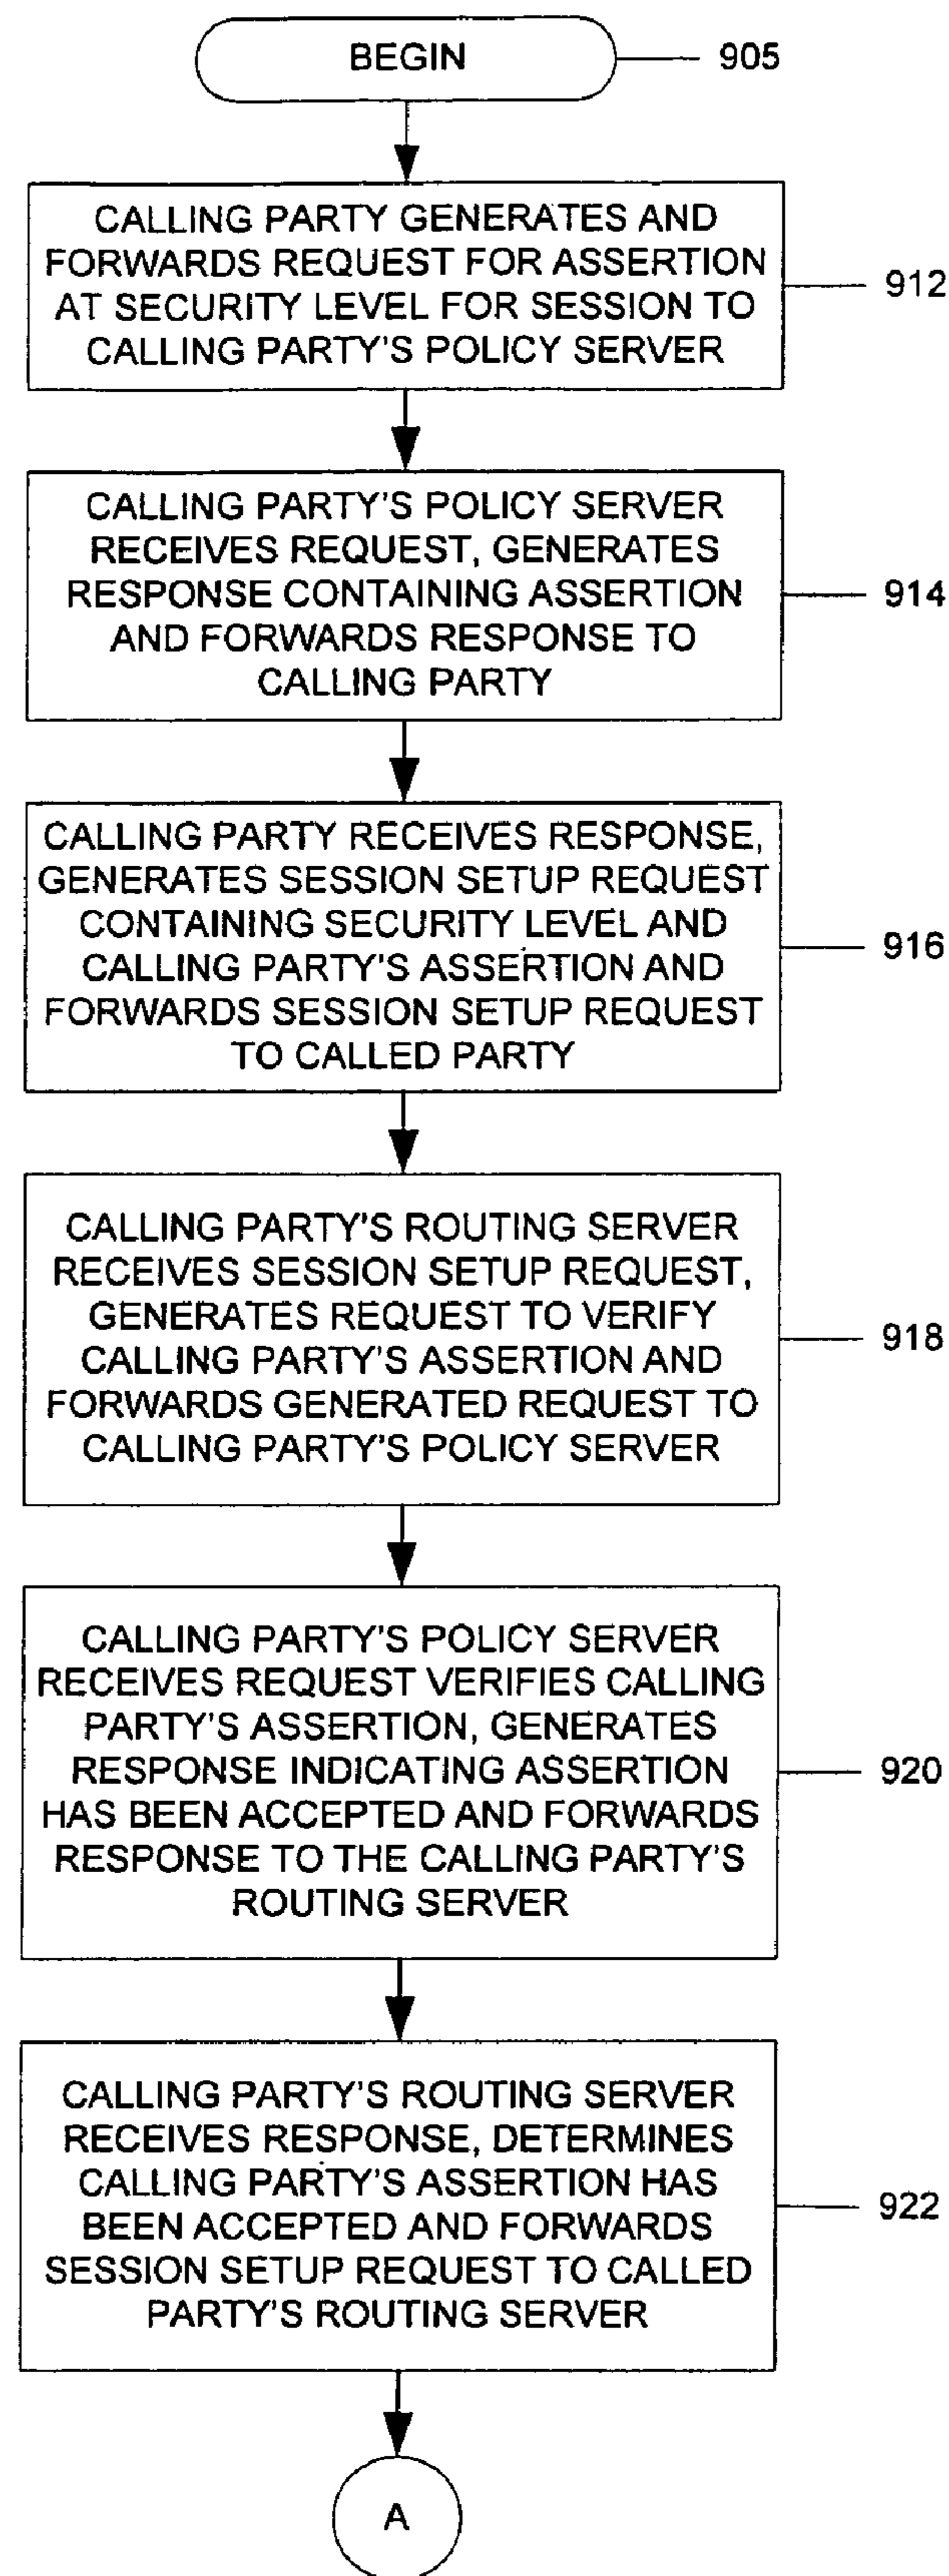 BEGIN
905
CALLING PARTY GENERATES AND
FORWARDS REQUEST FOR ASSERTION
AT SECURITY LEVEL FOR SESSION TO
CALLING PARTY'S POLICY SERVER
912
CALLING PARTY'S POLICY SERVER
RECEIVES REQUEST, GENERATES
RESPONSE CONTAINING ASSERTION
AND FORWARDS RESPONSE TO
CALLING PARTY
914
CALLING PARTY RECEIVES RESPONSE,
GENERATES SESSION SETUP REQUEST
CONTAINING SECURITY LEVEL AND
CALLING PARTY'S ASSERTION AND
FORWARDS SESSION SETUP REQUEST
TO CALLED PARTY
916
CALLING PARTY'S ROUTING SERVER
RECEIVES SESSION SETUP REQUEST,
GENERATES REQUEST TO VERIFY
CALLING PARTY'S ASSERTION AND
FORWARDS GENERATED REQUEST TO
CALLING PARTY'S POLICY SERVER
918
CALLING PARTY'S POLICY SERVER
RECEIVES REQUEST VERIFIES CALLING
PARTY'S ASSERTION, GENERATES
RESPONSE INDICATING ASSERTION
HAS BEEN ACCEPTED AND FORWARDS
RESPONSE TO THE CALLING PARTY'S
ROUTING SERVER
920
CALLING PARTY'S ROUTING SERVER
RECEIVES RESPONSE, DETERMINES
CALLING PARTY'S ASSERTION HAS
BEEN ACCEPTED AND FORWARDS
SESSION SETUP REQUEST TO CALLED
PARTY'S ROUTING SERVER
922
A